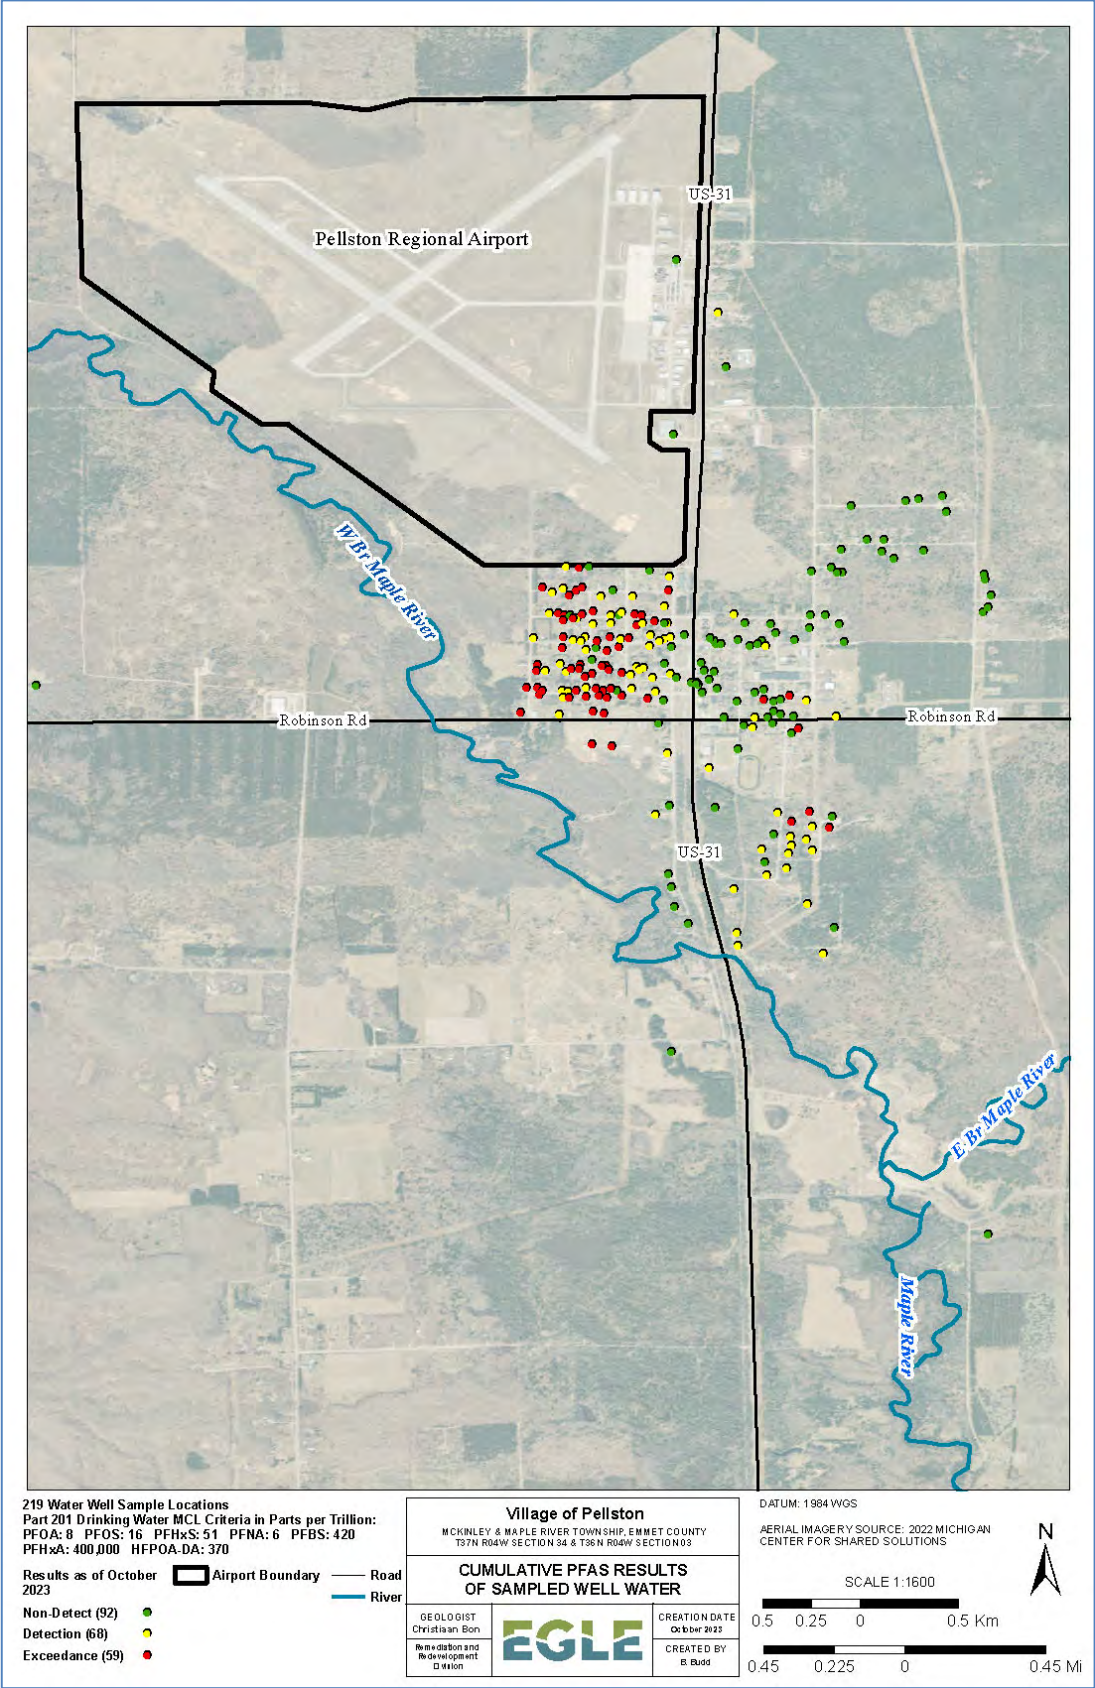 US-31
Pellston Regional Airport
W Br Maple River
Robinson Rd
Robinson Rd
US-31
E Br Maple River
Maple River
219 Water Well Sample Locations
Part 201 Drinking Water MCL Criteria in Parts per Trillion:
PFOA: 8 PFOS: 16 PFHxS: 51 PFNA: 6 PFBS: 420
PFHxA: 400,000 HFPOA-DA: 370
Results as of October
2023
Airport Boundary
Road
River
Non-Detect (92)
Detection (68)
Exceedance (59)
Village of Pellston
MCKINLEY & MAPLE RIVER TOWNSHIP, EMMET COUNTY
T37N R04W SECTION 34 & T36N R04W SECTION 03
CUMULATIVE PFAS RESULTS
OF SAMPLED WELL WATER
GEOLOGIST
Christiaan Bon
Remediation and
Redevelopment
Division
EGLE
CREATION DATE
October 2023
CREATED BY
B. Budd
DATUM: 1984 WGS
AERIAL IMAGERY SOURCE: 2022 MICHIGAN
CENTER FOR SHARED SOLUTIONS
N
SCALE 1:1600
0.5 0.25 0 0.5 Km
0.45 0.225 0 0.45 Mi